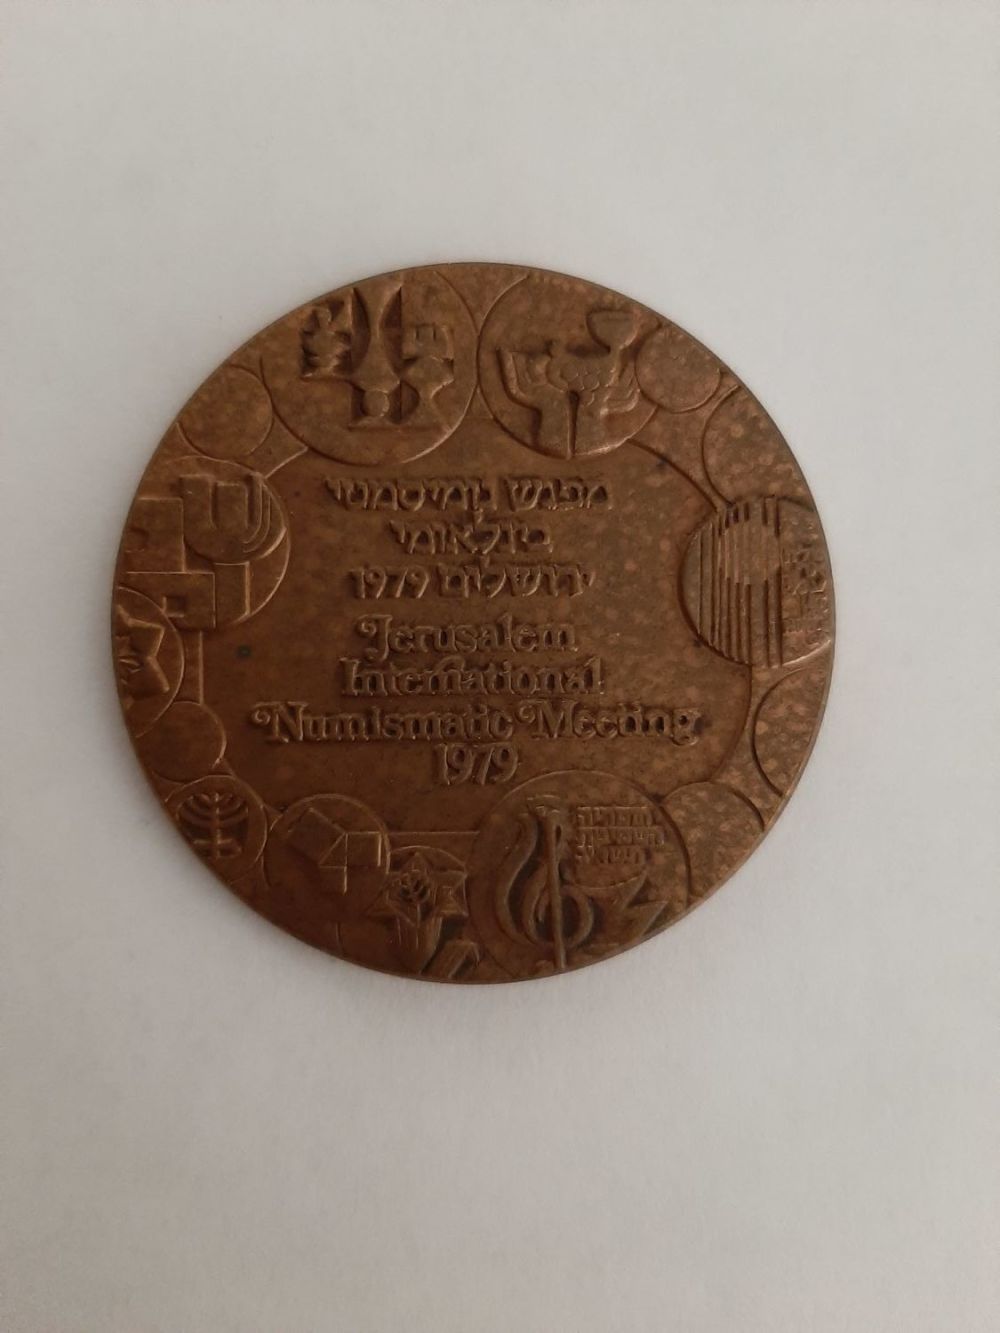 מפגש נומיסמטי
בינלאומי
ירושלים 1979
Jerusalem
International
Numismatic Meeting
1979